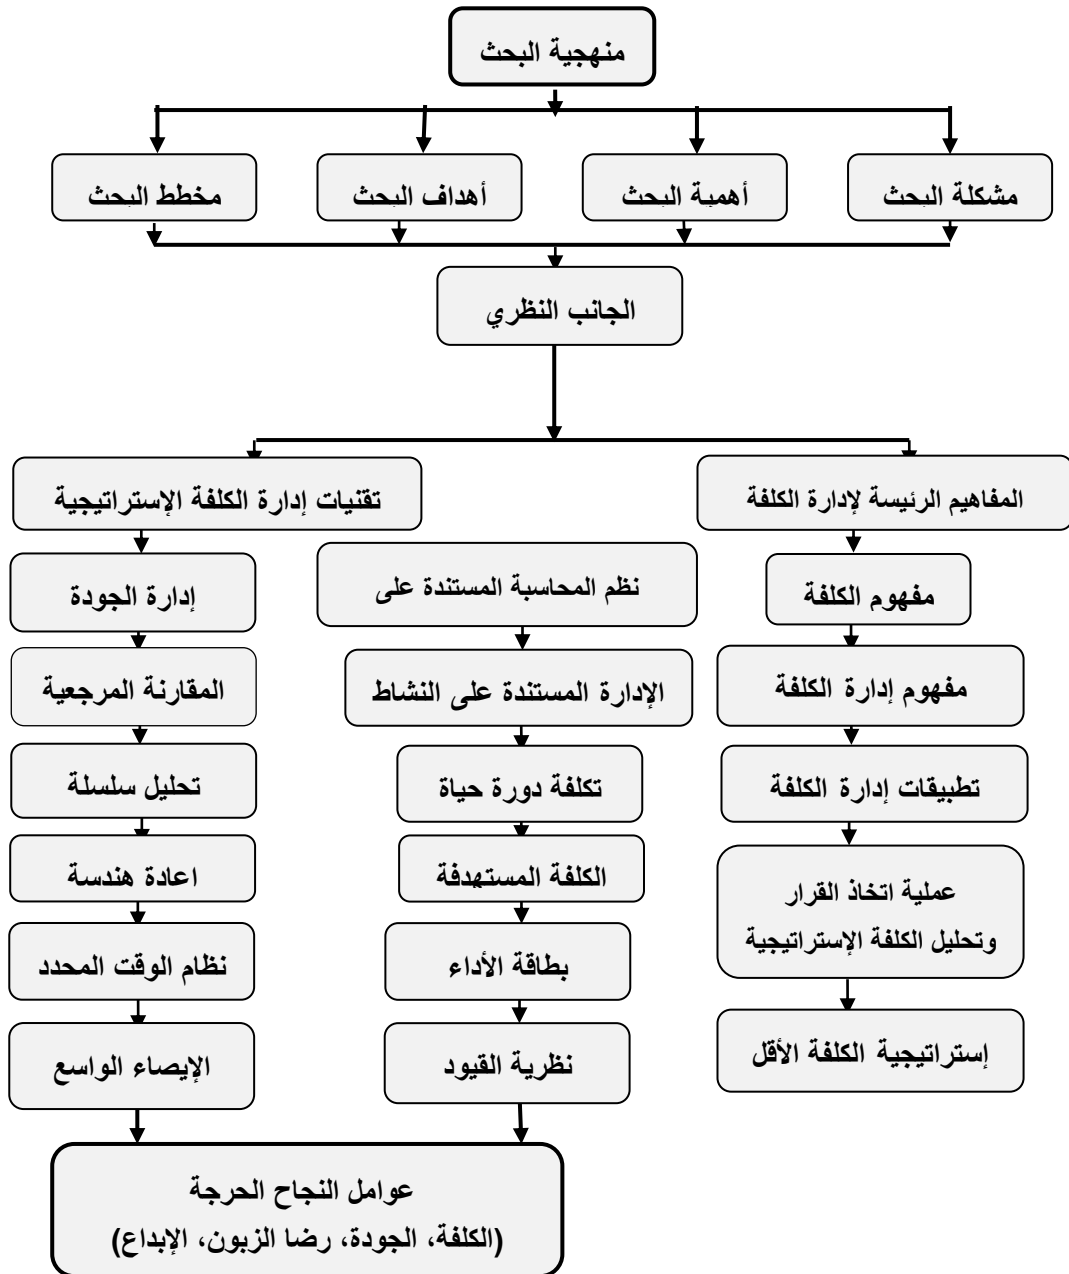 منهجية البحث
مشكلة البحث
أهمية البحث
أهداف البحث
مخطط البحث
الجانب النظري
المفاهيم الرئيسة لإدارة الكلفة
مفهوم الكلفة
مفهوم إدارة الكلفة
تطبيقات إدارة الكلفة
عملية اتخاذ القرار
وتحليل الكلفة الإستراتيجية
إستراتيجية الكلفة الأقل
تقنيات إدارة الكلفة الإستراتيجية
نظم المحاسبة المستندة على
الإدارة المستندة على النشاط
تكلفة دورة حياة
الكلفة المستهدفة
بطاقة الأداء
نظرية القيود
إدارة الجودة
المقارنة المرجعية
تحليل سلسلة
اعادة هندسة
نظام الوقت المحدد
الإيصاء الواسع
عوامل النجاح الحرجة
(الكلفة، الجودة، رضا الزبون، الإبداع)